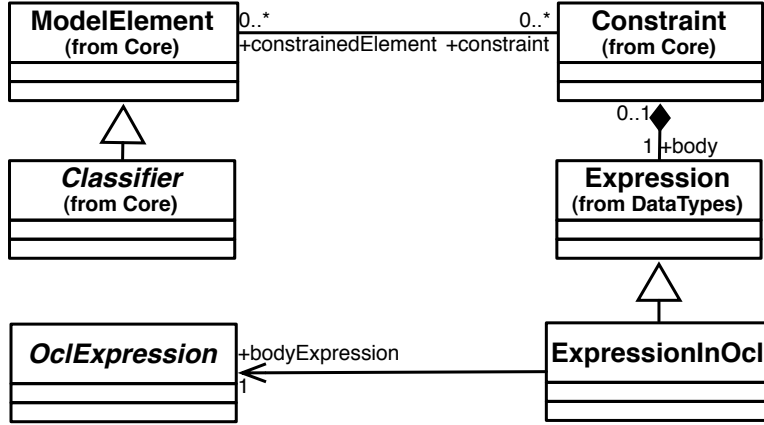 ModelElement
(from Core)
0..*
+constrainedElement
0..*
+constraint
Constraint
(from Core)
0..1
1 +body
Classifier
(from Core)
Expression
(from DataTypes)
OclExpression
+bodyExpression
1
ExpressionInOcl